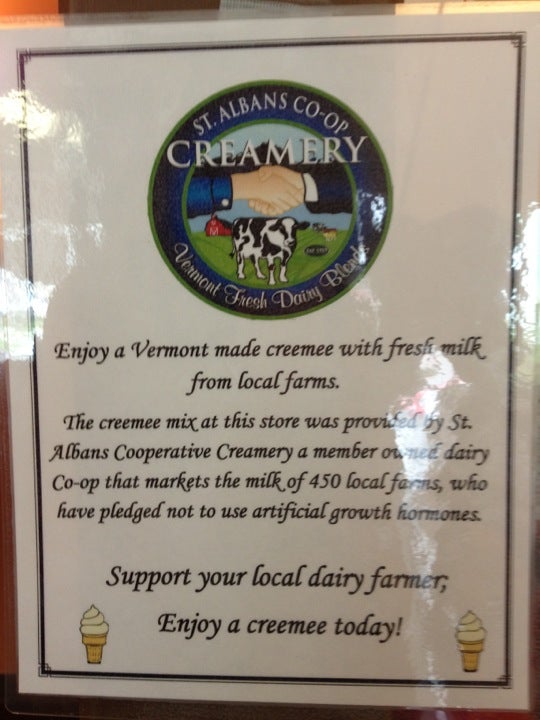 ST. ALBANS CO-OP
CREAMERY
Vermont Fresh Dairy Blends
Enjoy a Vermont made creemee with fresh milk
from local farms.
The creemee mix at this store was provided by St.
Albans Cooperative Creamery a member owned dairy
Co-op that markets the milk of 450 local farms, who
have pledged not to use artificial growth hormones.
Support your local dairy farmer;
Enjoy a creemee today!